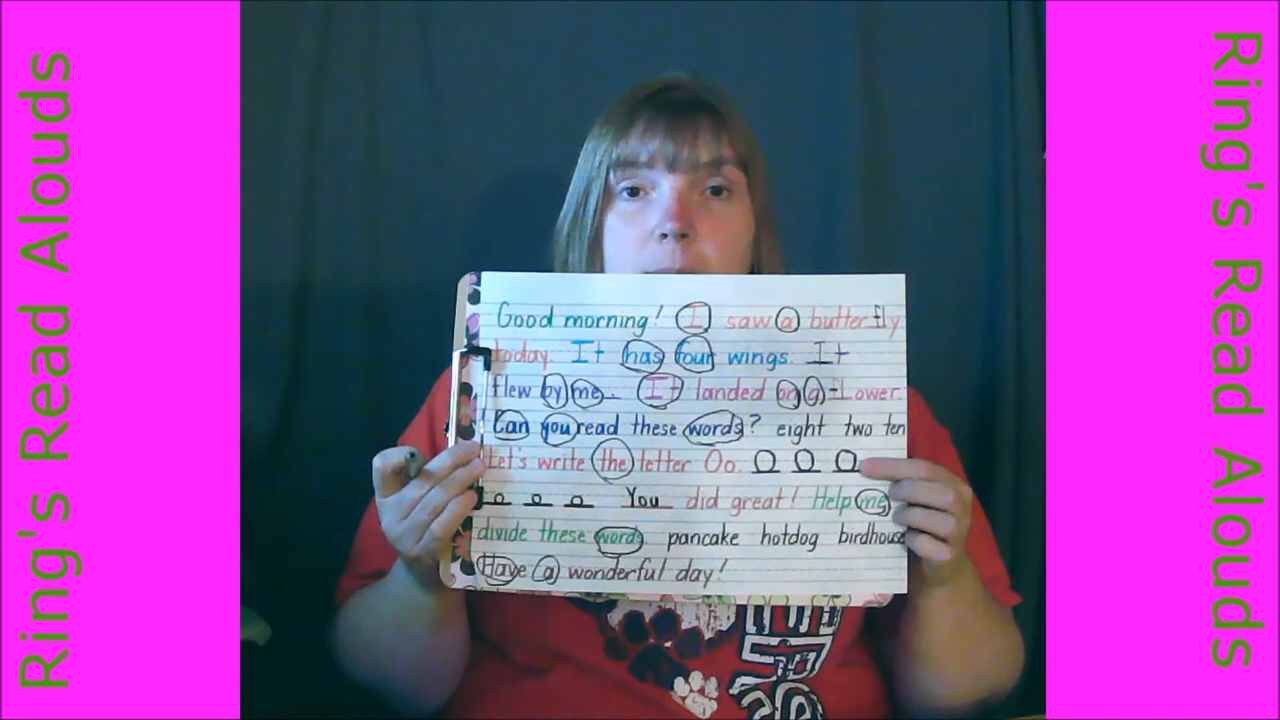 Ring's Read Alouds
Good morning! I saw a butterfly
today. It has four wings. It
flew by me. It landed on a flower.
Can you read these words? eight two ten
Let's write the letter Oo. O O O
o o o You did great! Help me
divide these words pancake hotdog birdhouse
Have a wonderful day!
Ring's Read Alouds